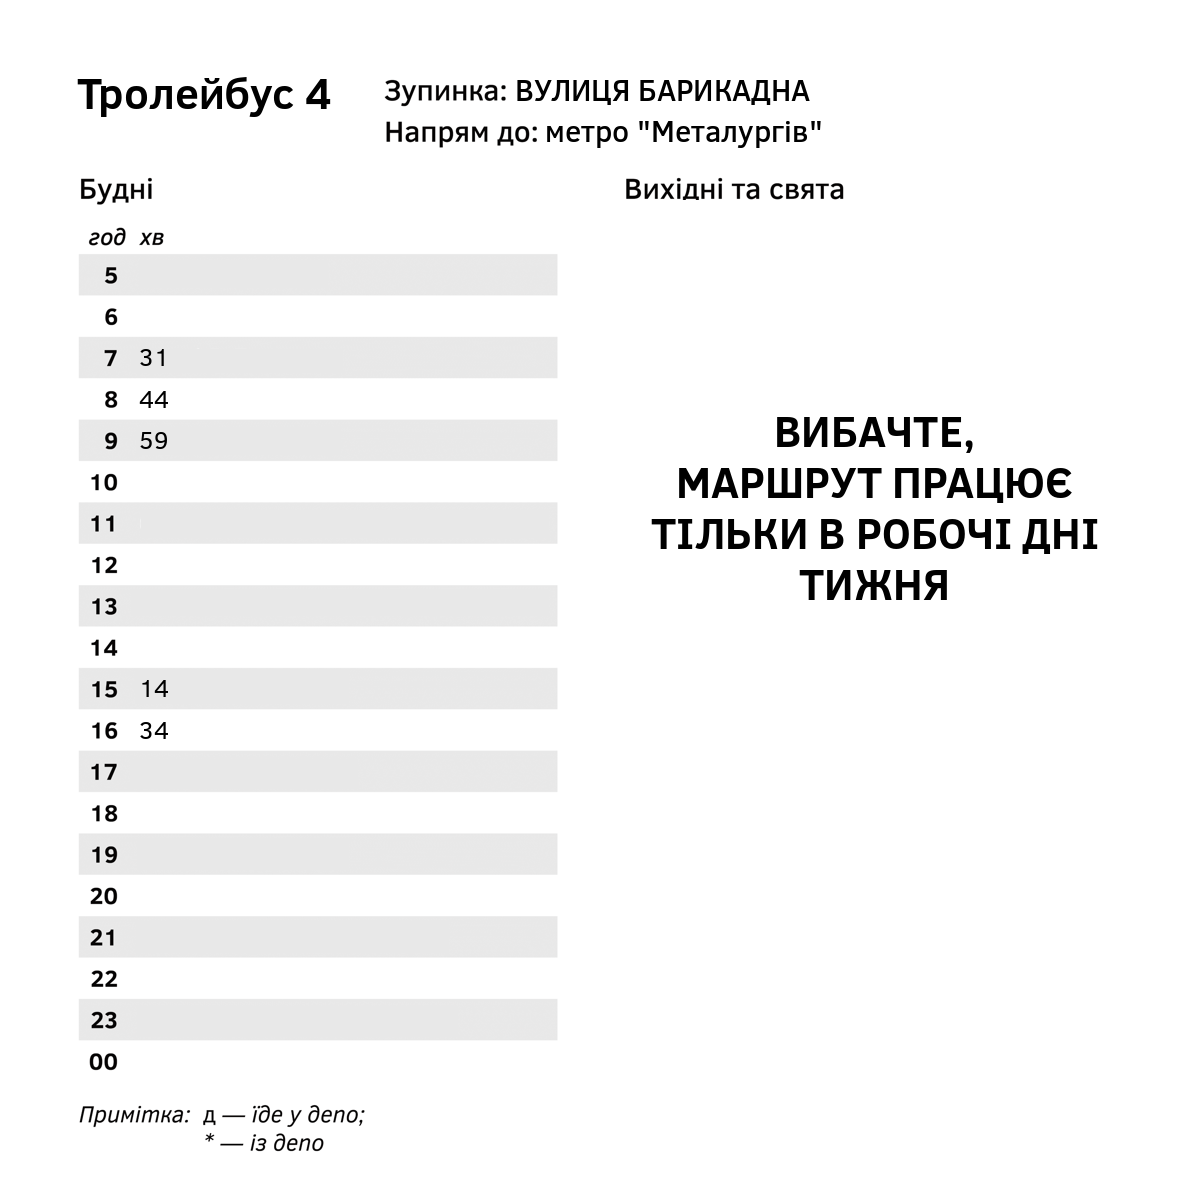 Тролейбус 4
Зупинка: ВУЛИЦЯ БАРИКАДНА
Напрям до: метро "Металургів"
Будні
год хв
5
6
7 31
8 44
9 59
10
11
12
13
14
15 14
16 34
17
18
19
20
21
22
23
00
Вихідні та свята
ВИБАЧТЕ,
МАРШРУТ ПРАЦЮЄ
ТІЛЬКИ В РОБОЧІ ДНІ
ТИЖНЯ
Примітка: д — їде у депо;
* — із депо